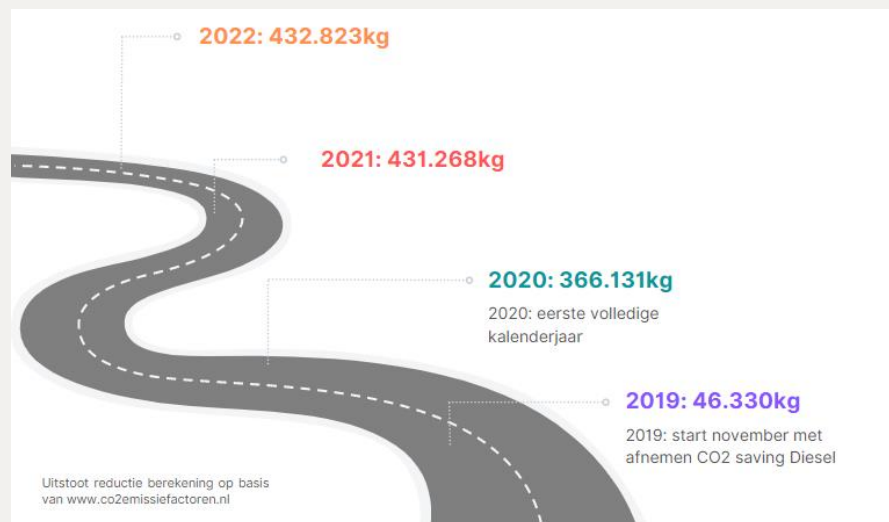 2022: 432.823kg
2021: 431.268kg
2020: 366.131kg
2020: eerste volledige
kalenderjaar
2019: 46.330kg
2019: start november met
afnemen CO2 saving Diesel
Uitstoot reductie berekening op basis
van www.co2emissiefactoren.nl